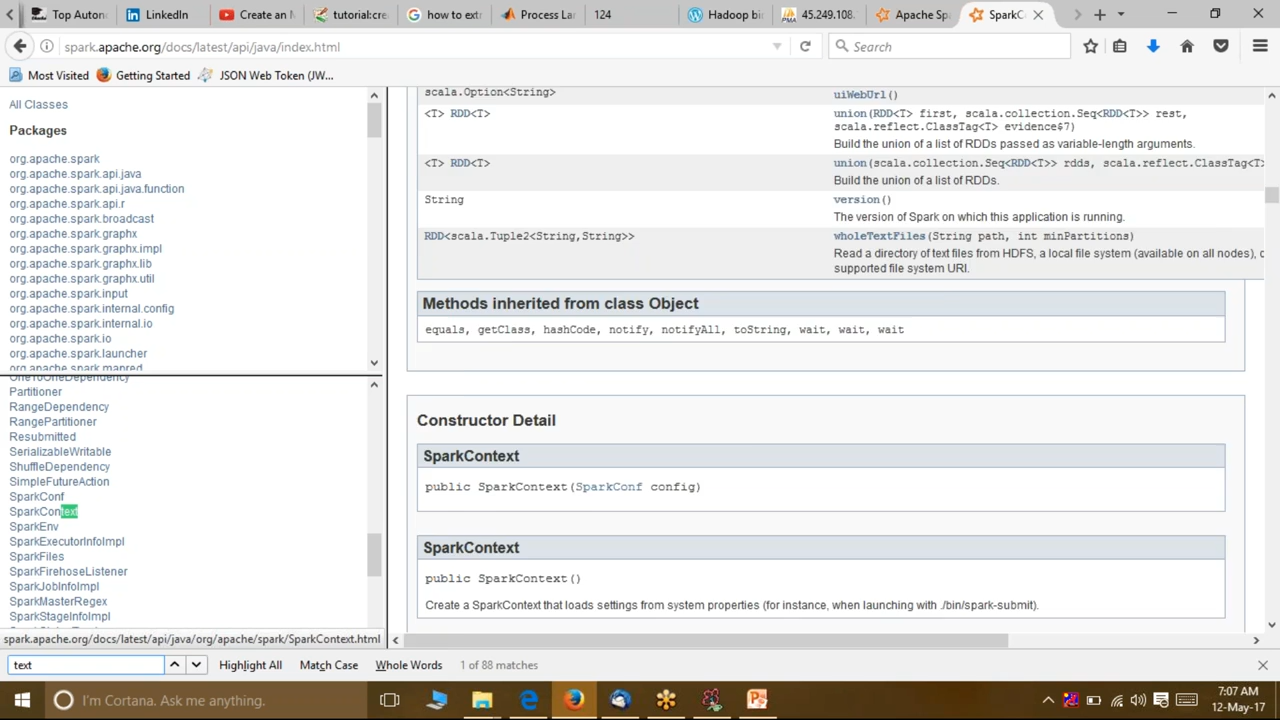 Top Auton
LinkedIn
Create an M
tutorial:cre
how to extr
Process Lar
124
Hadoop bi
45.249.108.
Apache Sp
SparkC
spark.apache.org/docs/latest/api/java/index.html
Search
Most Visited
Getting Started
JSON Web Token (JW...
All Classes
Packages
org.apache.spark
org.apache.spark.api.java
org.apache.spark.api.java.function
org.apache.spark.api.r
org.apache.spark.broadcast
org.apache.spark.graphx
org.apache.spark.graphx.impl
org.apache.spark.graphx.lib
org.apache.spark.graphx.util
org.apache.spark.input
org.apache.spark.internal.config
org.apache.spark.internal.io
org.apache.spark.io
org.apache.spark.launcher
org.apache.spark.mapred
OneToOneDependency
Partitioner
RangeDependency
RangePartitioner
Resubmitted
SerializableWritable
ShuffleDependency
SimpleFutureAction
SparkConf
SparkContext
SparkEnv
SparkExecutorInfoImpl
SparkFiles
SparkFirehoseListener
SparkJobInfoImpl
SparkMasterRegex
SparkStageInfoImpl
spark.apache.org/docs/latest/api/java/org/apache/spark/SparkContext.html
scala.Option<String> uiWebUrl()
<T> RDD<T> union(RDD<T> first, scala.collection.Seq<RDD<T>> rest,
scala.reflect.ClassTag<T> evidence$7)
Build the union of a list of RDDs passed as variable-length arguments.
<T> RDD<T> union(scala.collection.Seq<RDD<T>> rdds, scala.reflect.ClassTag<T>
Build the union of a list of RDDs.
String version()
The version of Spark on which this application is running.
RDD<scala.Tuple2<String,String>> wholeTextFiles(String path, int minPartitions)
Read a directory of text files from HDFS, a local file system (available on all nodes),
supported file system URI.
Methods inherited from class Object
equals, getClass, hashCode, notify, notifyAll, toString, wait, wait, wait
Constructor Detail
SparkContext
public SparkContext(SparkConf config)
SparkContext
public SparkContext()
Create a SparkContext that loads settings from system properties (for instance, when launching with ./bin/spark-submit).
text
Highlight All
Match Case
Whole Words
1 of 88 matches
I'm Cortana. Ask me anything.
7:07 AM
12-May-17